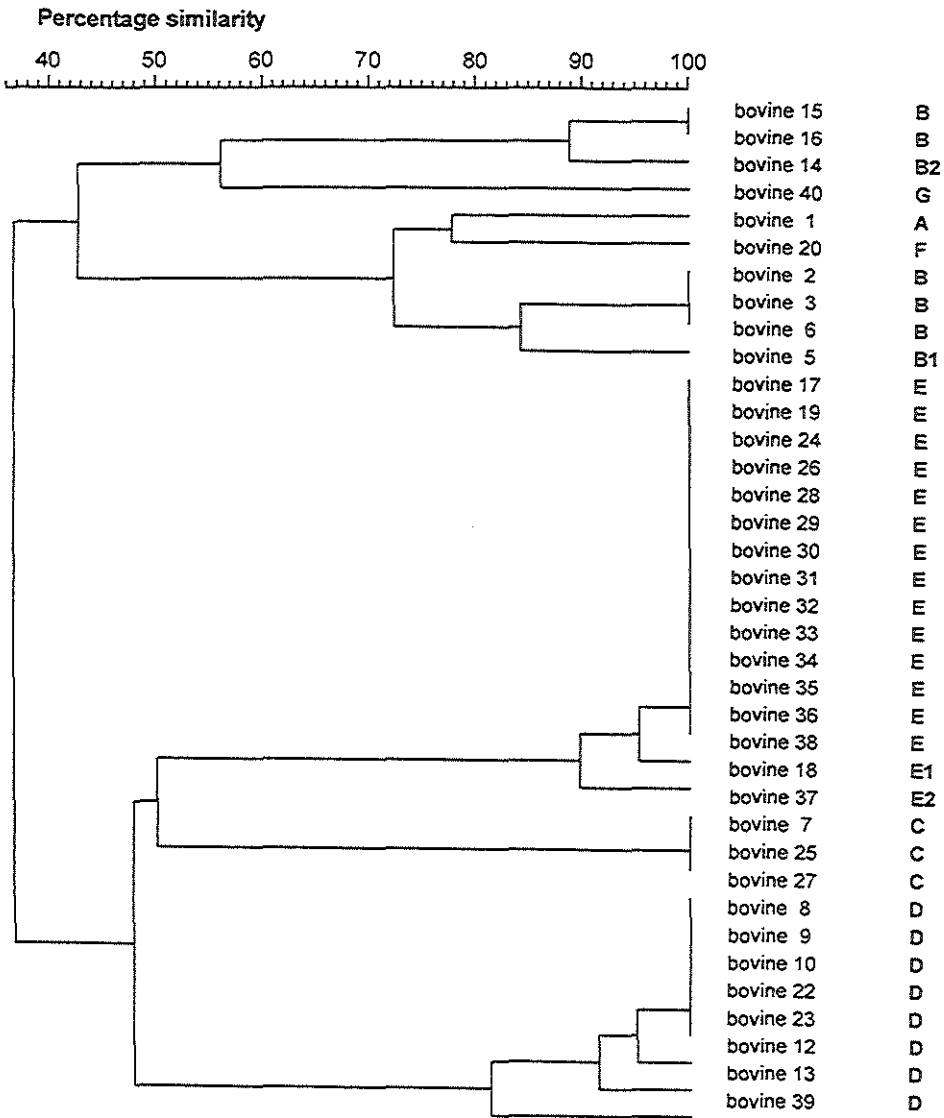 Percentage similarity
40 50 60 70 80 90 100
bovine 15 B
bovine 16 B
bovine 14 B2
bovine 40 G
bovine 1 A
bovine 20 F
bovine 2 B
bovine 3 B
bovine 6 B
bovine 5 B1
bovine 17 E
bovine 19 E
bovine 24 E
bovine 26 E
bovine 28 E
bovine 29 E
bovine 30 E
bovine 31 E
bovine 32 E
bovine 33 E
bovine 34 E
bovine 35 E
bovine 36 E
bovine 38 E
bovine 18 E1
bovine 37 E2
bovine 7 C
bovine 25 C
bovine 27 C
bovine 8 D
bovine 9 D
bovine 10 D
bovine 22 D
bovine 23 D
bovine 12 D
bovine 13 D
bovine 39 D